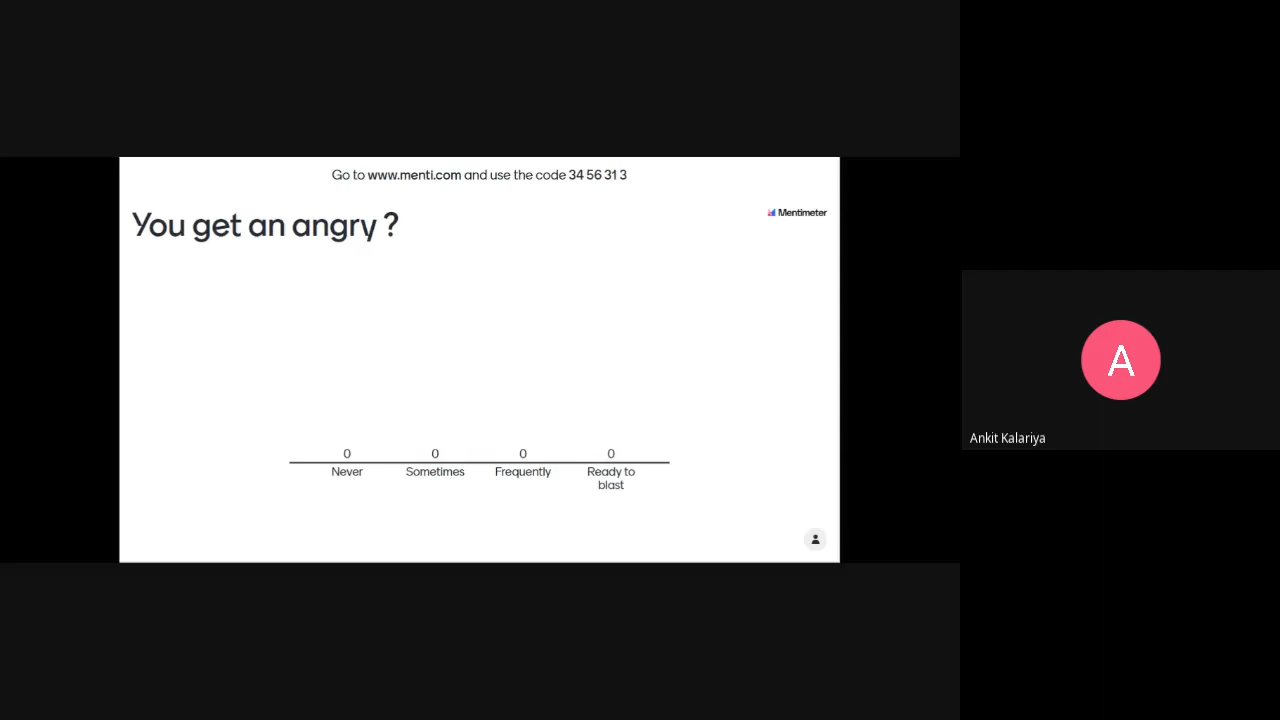 Go to www.menti.com and use the code 34 56 31 3
You get an angry ?
Mentimeter
0 0 0 0
Never Sometimes Frequently Ready to
blast
A
Ankit Kalariya